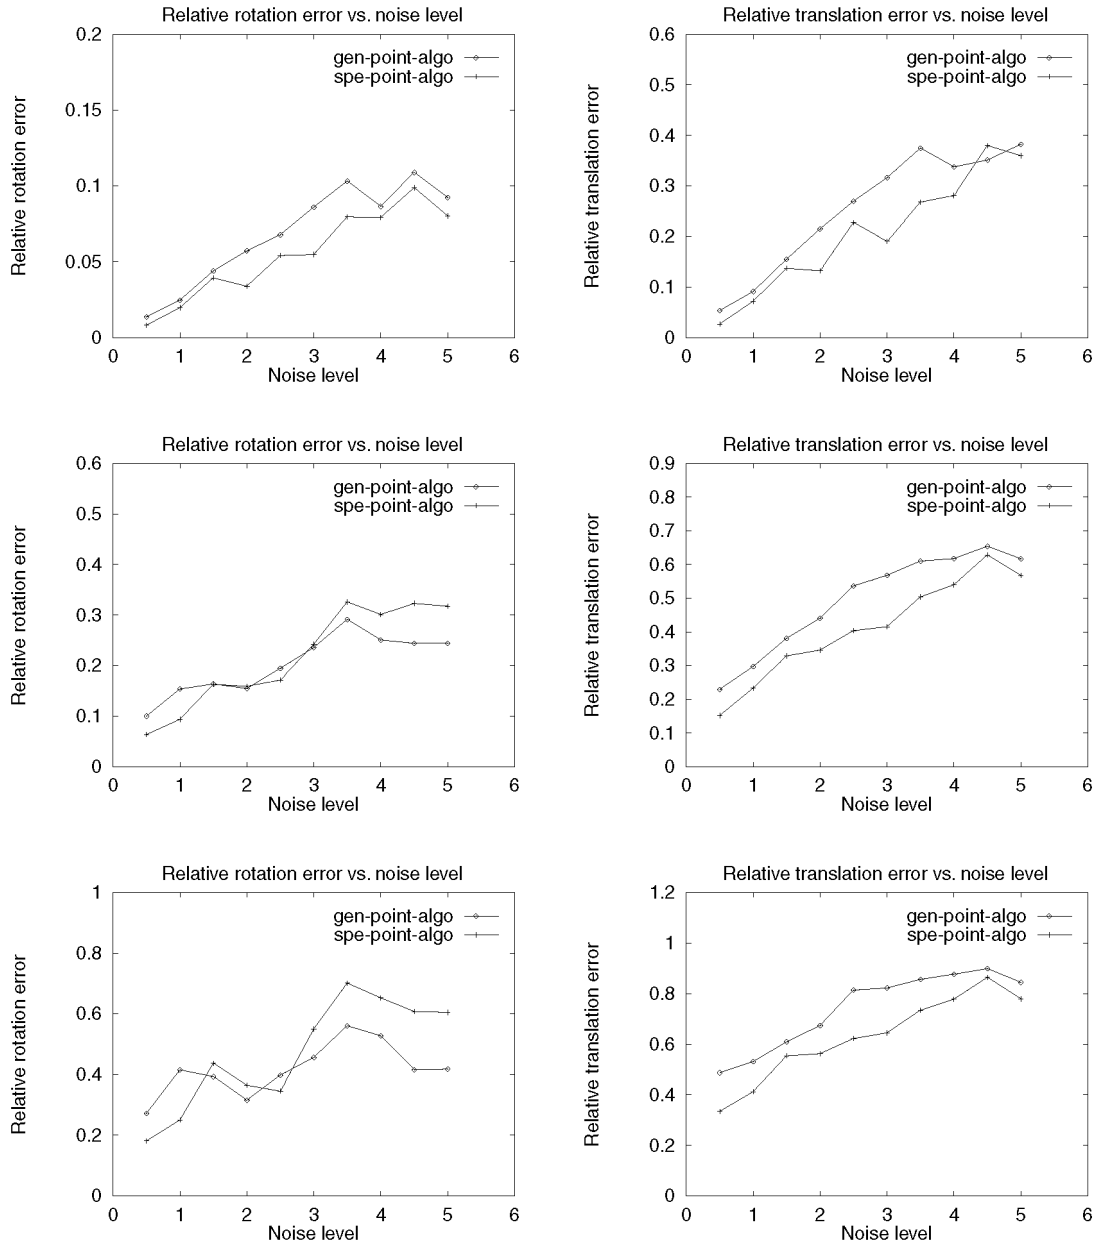 Relative rotation error vs. noise level
Relative rotation error
0.2
0.15
0.1
0.05
0
gen-point-algo
spe-point-algo
0 1 2 3 4 5 6
Noise level
Relative translation error vs. noise level
Relative translation error
0.6
0.5
0.4
0.3
0.2
0.1
0
gen-point-algo
spe-point-algo
0 1 2 3 4 5 6
Noise level
Relative rotation error vs. noise level
Relative rotation error
0.6
0.5
0.4
0.3
0.2
0.1
0
gen-point-algo
spe-point-algo
0 1 2 3 4 5 6
Noise level
Relative translation error vs. noise level
Relative translation error
0.9
0.8
0.7
0.6
0.5
0.4
0.3
0.2
0.1
0
gen-point-algo
spe-point-algo
0 1 2 3 4 5 6
Noise level
Relative rotation error vs. noise level
Relative rotation error
1
0.8
0.6
0.4
0.2
0
gen-point-algo
spe-point-algo
0 1 2 3 4 5 6
Noise level
Relative translation error vs. noise level
Relative translation error
1.2
1
0.8
0.6
0.4
0.2
0
gen-point-algo
spe-point-algo
0 1 2 3 4 5 6
Noise level